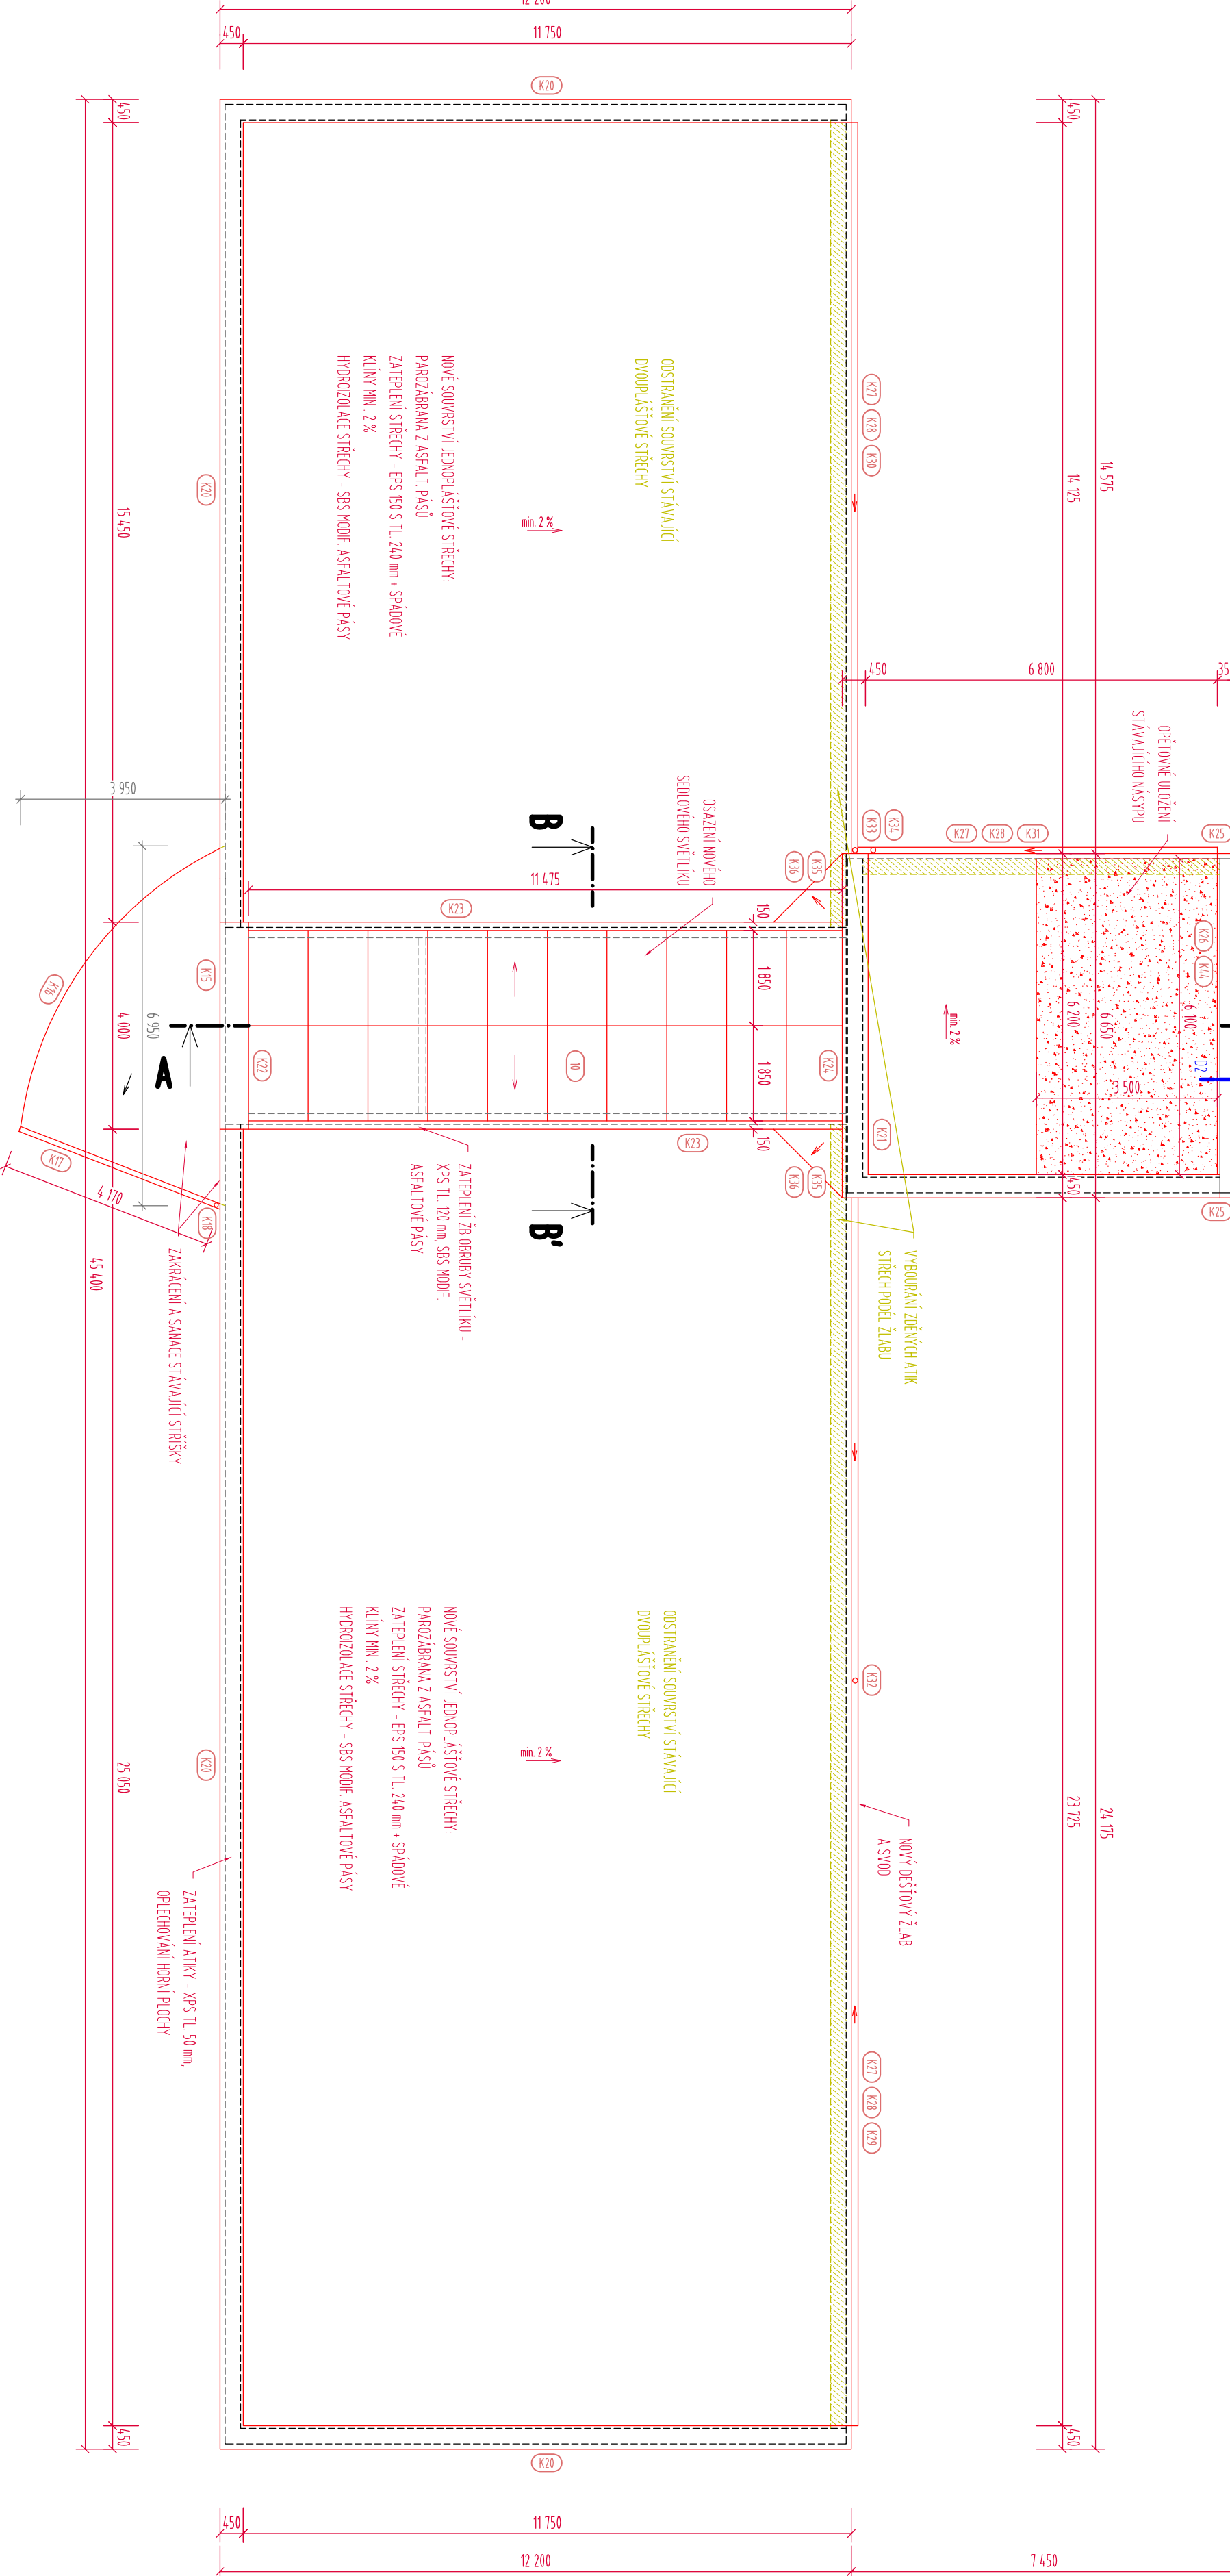 12 200
450
11 750
K20
450
450
14 575
14 125
K27
K28
K30
ODSTRANĚNÍ SOUVRSTVÍ STÁVAJÍCÍ
DVOUPLÁŠŤOVÉ STŘECHY
NOVÉ SOUVRSTVÍ JEDNOPLÁŠŤOVÉ STŘECHY:
PAROZÁBRANA Z ASFALT. PÁSŮ
ZATEPLENÍ STŘECHY - EPS 150 S TL. 240 mm + SPÁDOVÉ
KLÍNY MIN. 2 %
HYDROIZOLACE STŘECHY - SBS MODIF. ASFALTOVÉ PÁSY
min. 2 %
K20
15 450
450
6 800
35
OPĚTOVNÉ ULOŽENÍ
STÁVAJÍCÍHO NÁSYPU
3 950
OSAZENÍ NOVÉHO
SEDLOVÉHO SVĚTLÍKU
B
K33
K34
K27
K28
K31
K25
K36
K35
11 475
K23
150
K26
K44
1 850
K15
K16
4 000
6 950
6 200
6 650
6 100
min. 2 %
A
K22
10
1 850
K24
D2
3 500
K21
K17
4 170
150
K23
K36
K35
450
K25
K18
B'
ZATEPLENÍ ŽB OBRUBY SVĚTLÍKU -
XPS TL. 120 mm, SBS MODIF.
ASFALTOVÉ PÁSY
ZAKRÁCENÍ A SANACE STÁVAJÍCÍ STŘÍŠKY
45 400
VYBOURÁNÍ ZDĚNÝCH ATIK
STŘECH PODÉL ŽLABU
ODSTRANĚNÍ SOUVRSTVÍ STÁVAJÍCÍ
DVOUPLÁŠŤOVÉ STŘECHY
NOVÉ SOUVRSTVÍ JEDNOPLÁŠŤOVÉ STŘECHY:
PAROZÁBRANA Z ASFALT. PÁSŮ
ZATEPLENÍ STŘECHY - EPS 150 S TL. 240 mm + SPÁDOVÉ
KLÍNY MIN. 2 %
HYDROIZOLACE STŘECHY - SBS MODIF. ASFALTOVÉ PÁSY
K32
min. 2 %
K20
25 050
24 175
23 725
NOVÝ DEŠŤOVÝ ŽLAB
A SVOD
ZATEPLENÍ ATIKY - XPS TL. 50 mm,
OPLECHOVÁNÍ HORNÍ PLOCHY
K27
K28
K29
450
450
K20
450
11 750
12 200
7 450